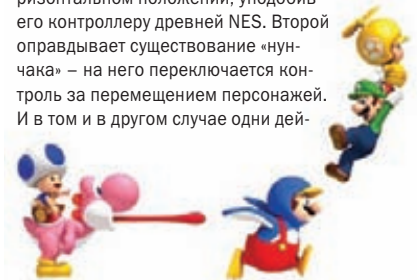 ризонтальном положении, уподобив
его контроллеру древней NES. Второй
оправдывает существование «нун-
чака» – на него переключается кон-
троль за перемещением персонажей.
И в том и в другом случае одни дей-